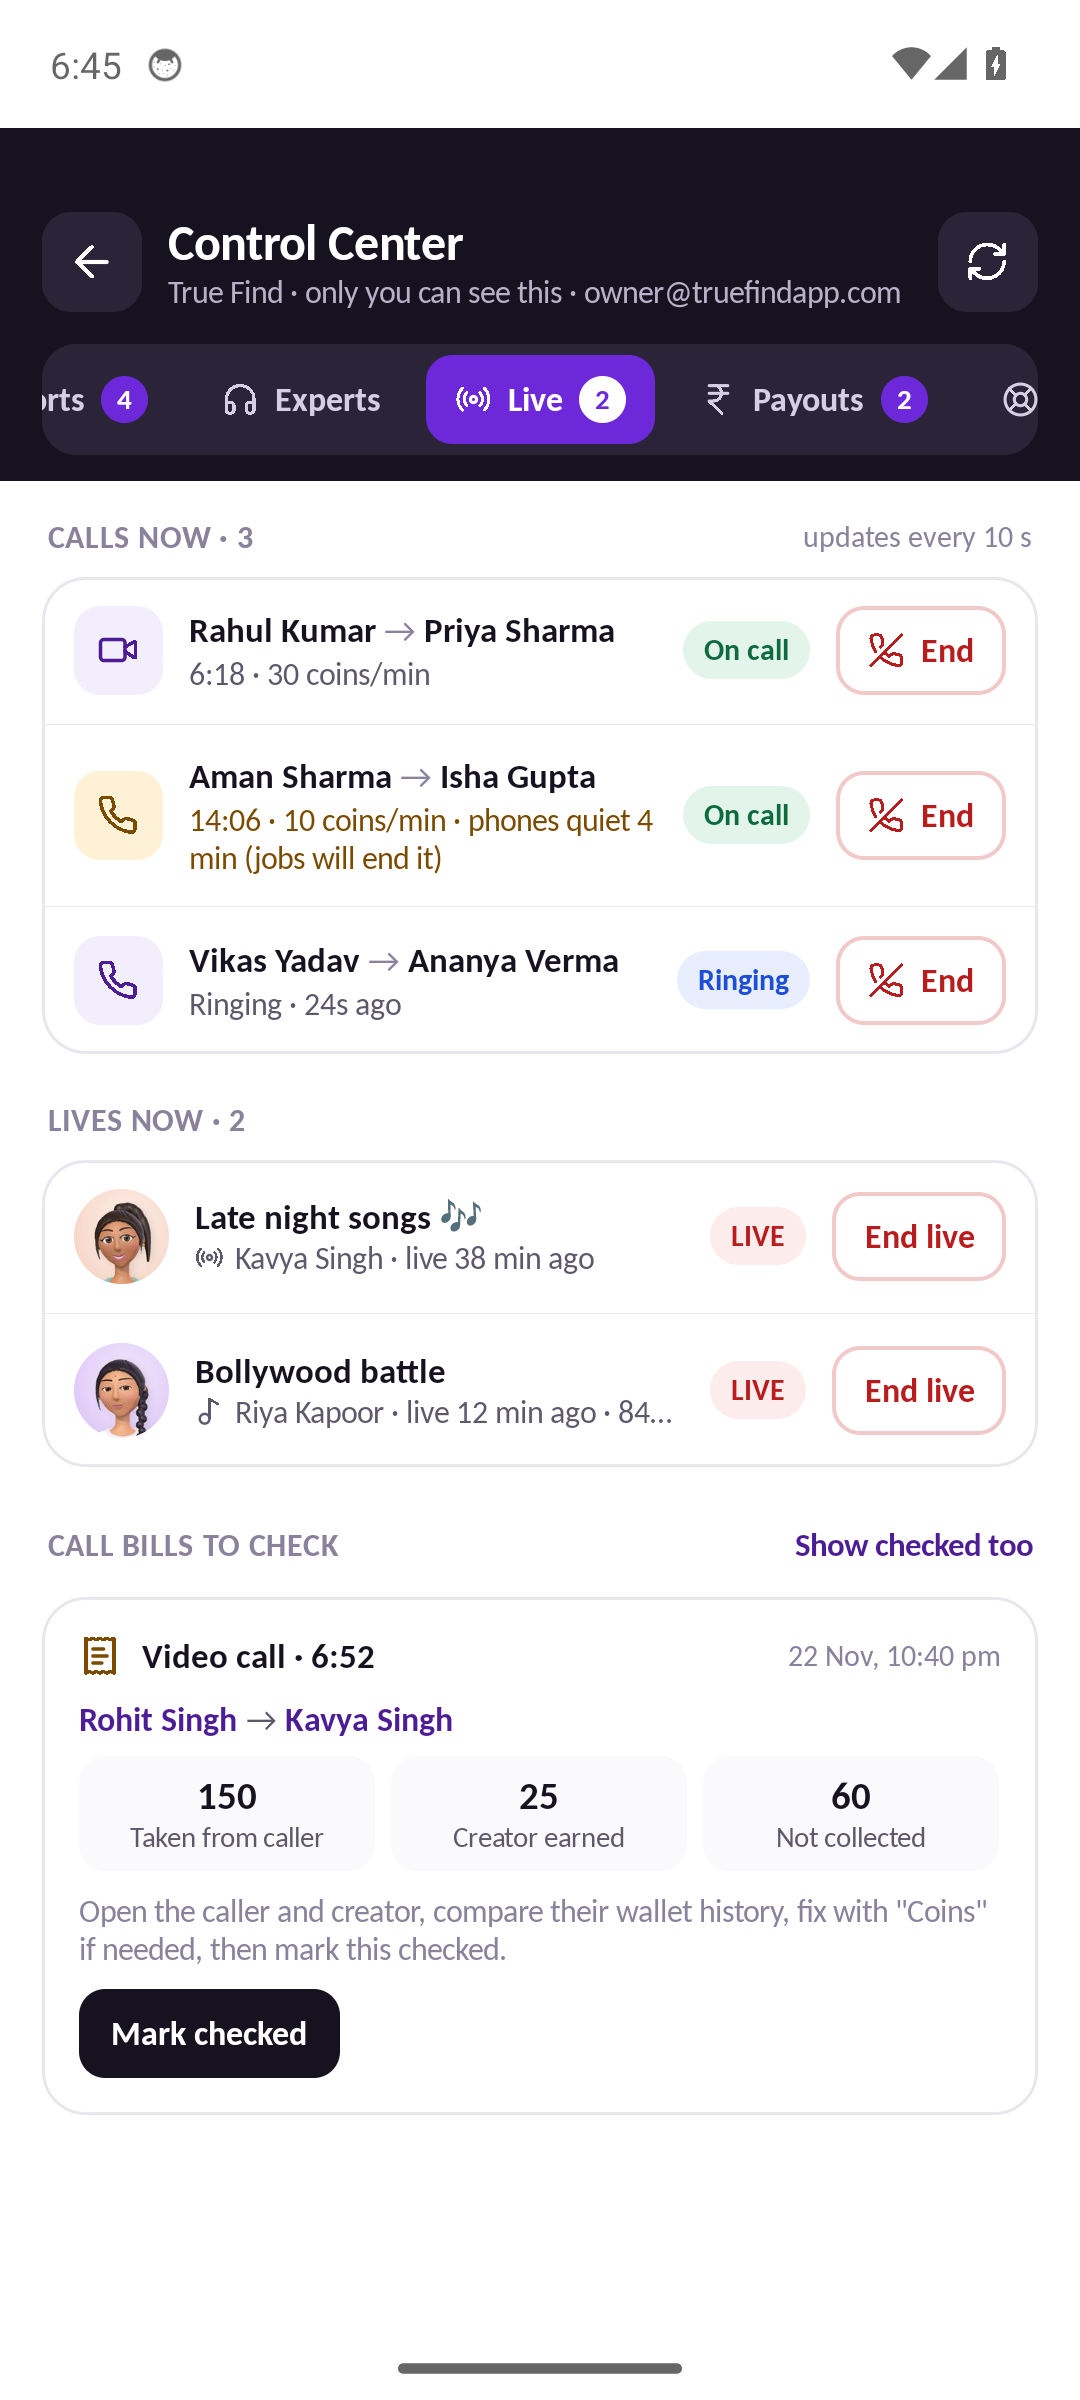 6:45
Control Center
True Find · only you can see this · owner@truefindapp.com
orts 4 Experts Live 2 Payouts 2
CALLS NOW · 3 updates every 10 s
Rahul Kumar → Priya Sharma
6:18 · 30 coins/min
On call End
Aman Sharma → Isha Gupta
14:06 · 10 coins/min · phones quiet 4
min (jobs will end it)
On call End
Vikas Yadav → Ananya Verma
Ringing · 24s ago
Ringing End
LIVES NOW · 2
Late night songs 🎶
Kavya Singh · live 38 min ago
LIVE End live
Bollywood battle
Riya Kapoor · live 12 min ago · 84...
LIVE End live
CALL BILLS TO CHECK Show checked too
Video call · 6:52 22 Nov, 10:40 pm
Rohit Singh → Kavya Singh
150 25 60
Taken from caller Creator earned Not collected
Open the caller and creator, compare their wallet history, fix with "Coins"
if needed, then mark this checked.
Mark checked